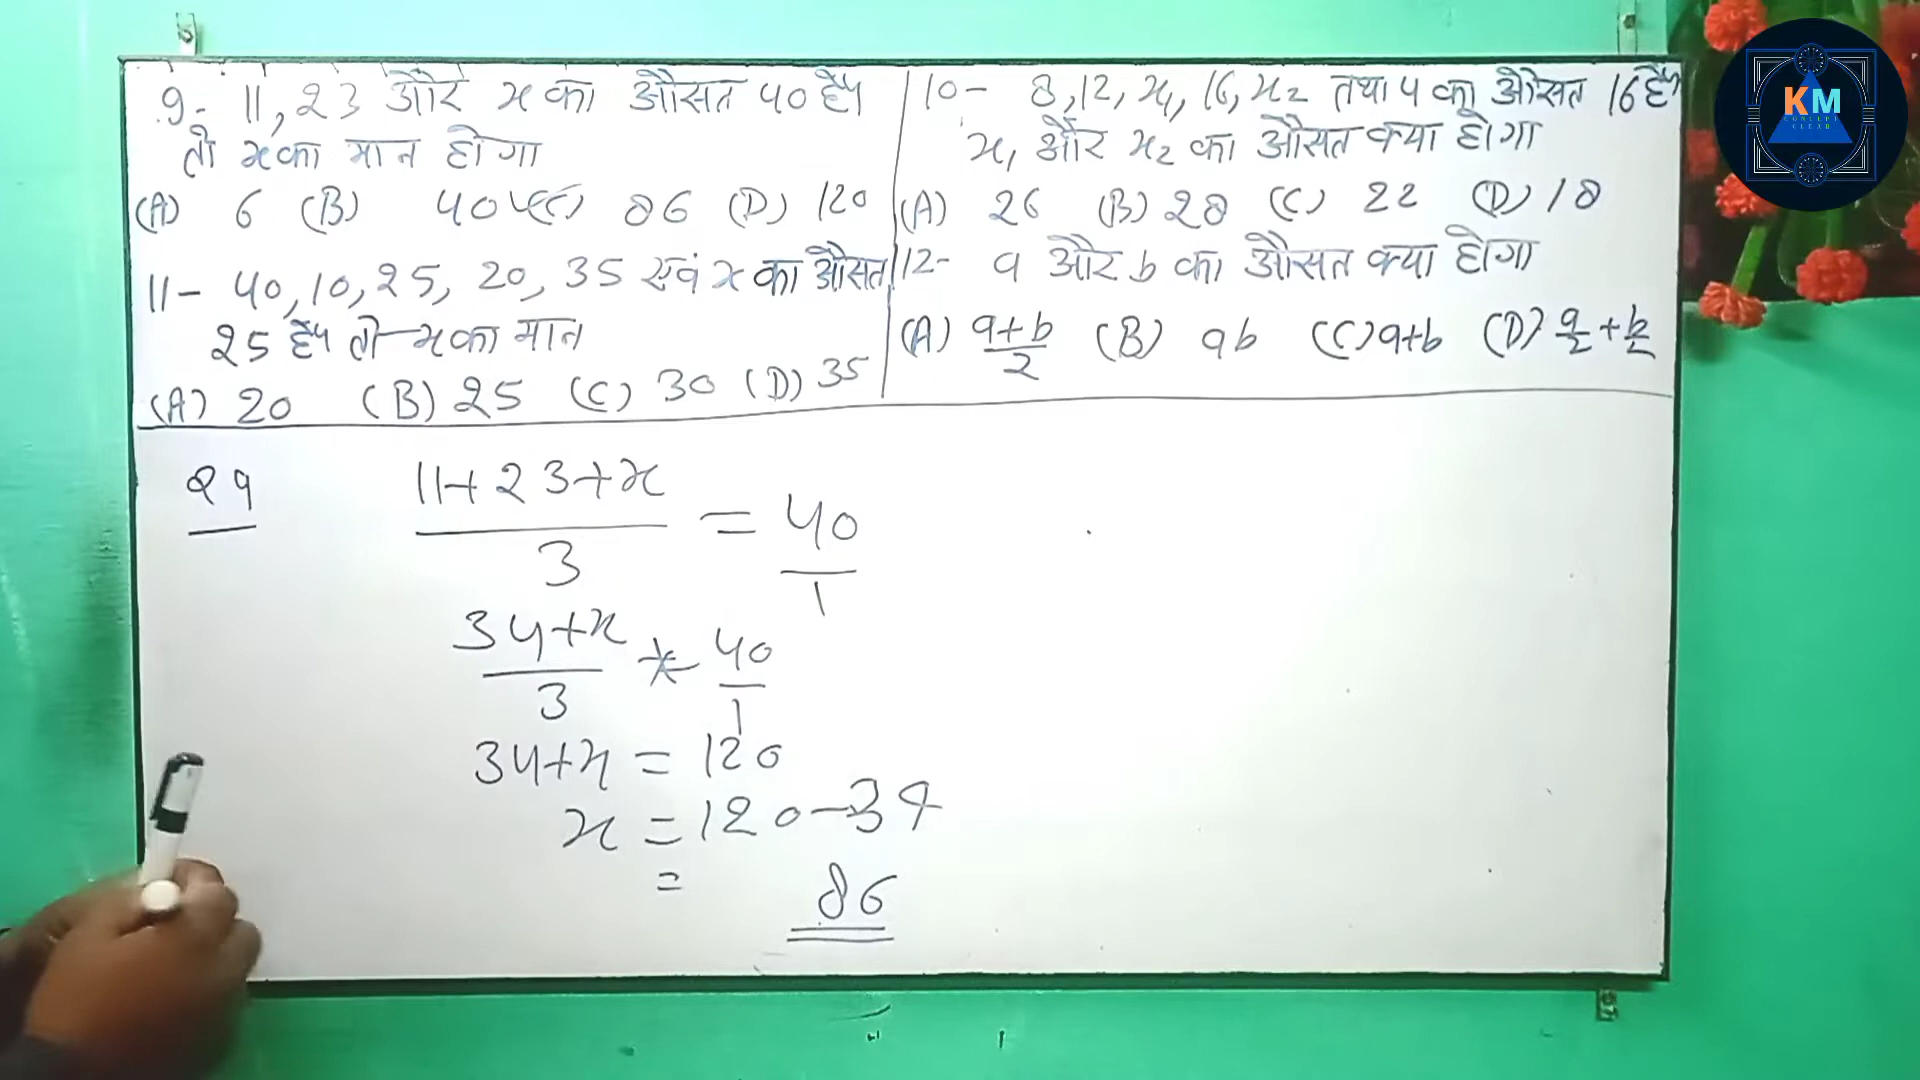 9- 11, 23 और x का औसत 40 है
तो x का मान होगा
(A) 6 (B) 40 (C) 86 (D) 120
11- 40, 10, 25, 20, 35 एवं x का औसत
25 है तो x का मान
(A) 20 (B) 25 (C) 30 (D) 35
10- 8, 12, x₁, 16, x₂ तथा 4 का औसत 16 है
x₁ और x₂ का औसत क्या होगा
(A) 26 (B) 28 (C) 22 (D) 18
12- a और b का औसत क्या होगा
(A) a+b/2 (B) ab (C) a+b (D) a/2 + b/2
29
11+23+x
3
= 40
1
34+x
3
40
1
34+x = 120
x = 120-34
= 86
KM
CONCEPT
CLEAR